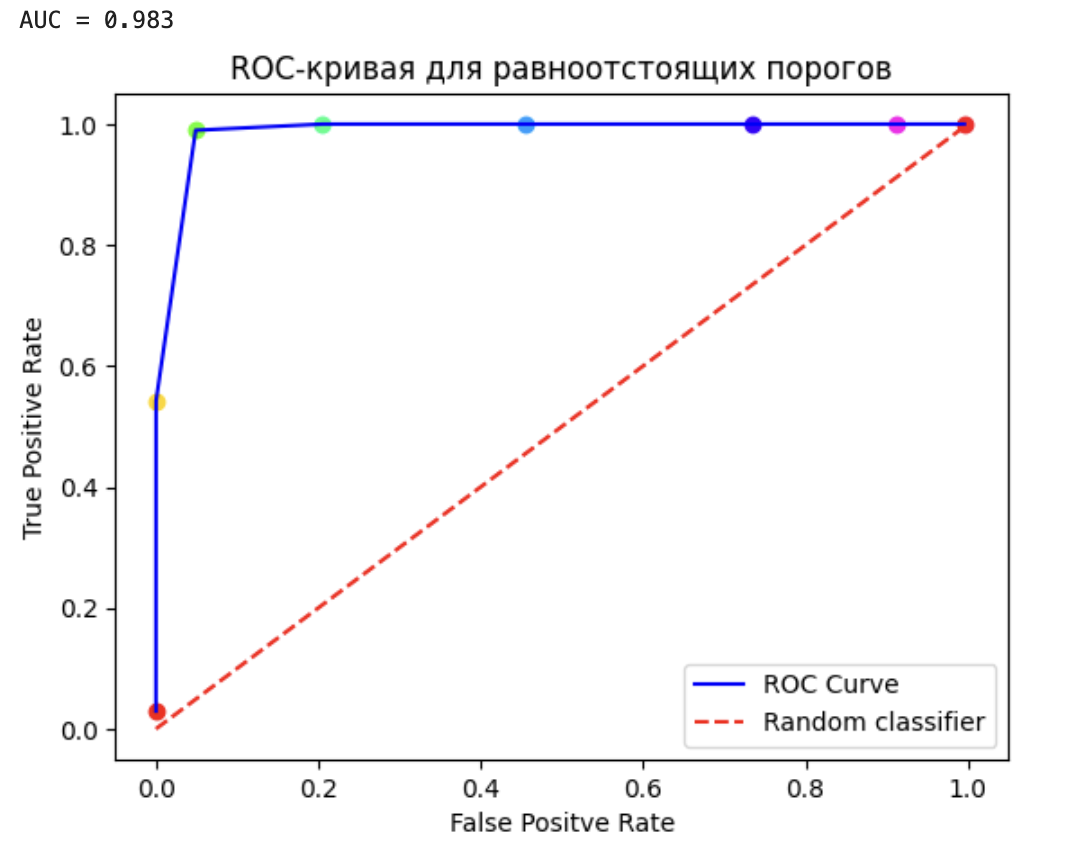 AUC = 0.983
ROC-кривая для равноотстоящих порогов
1.0
0.8
0.6
0.4
0.2
0.0
True Positive Rate
ROC Curve
Random classifier
0.0 0.2 0.4 0.6 0.8 1.0
False Positve Rate